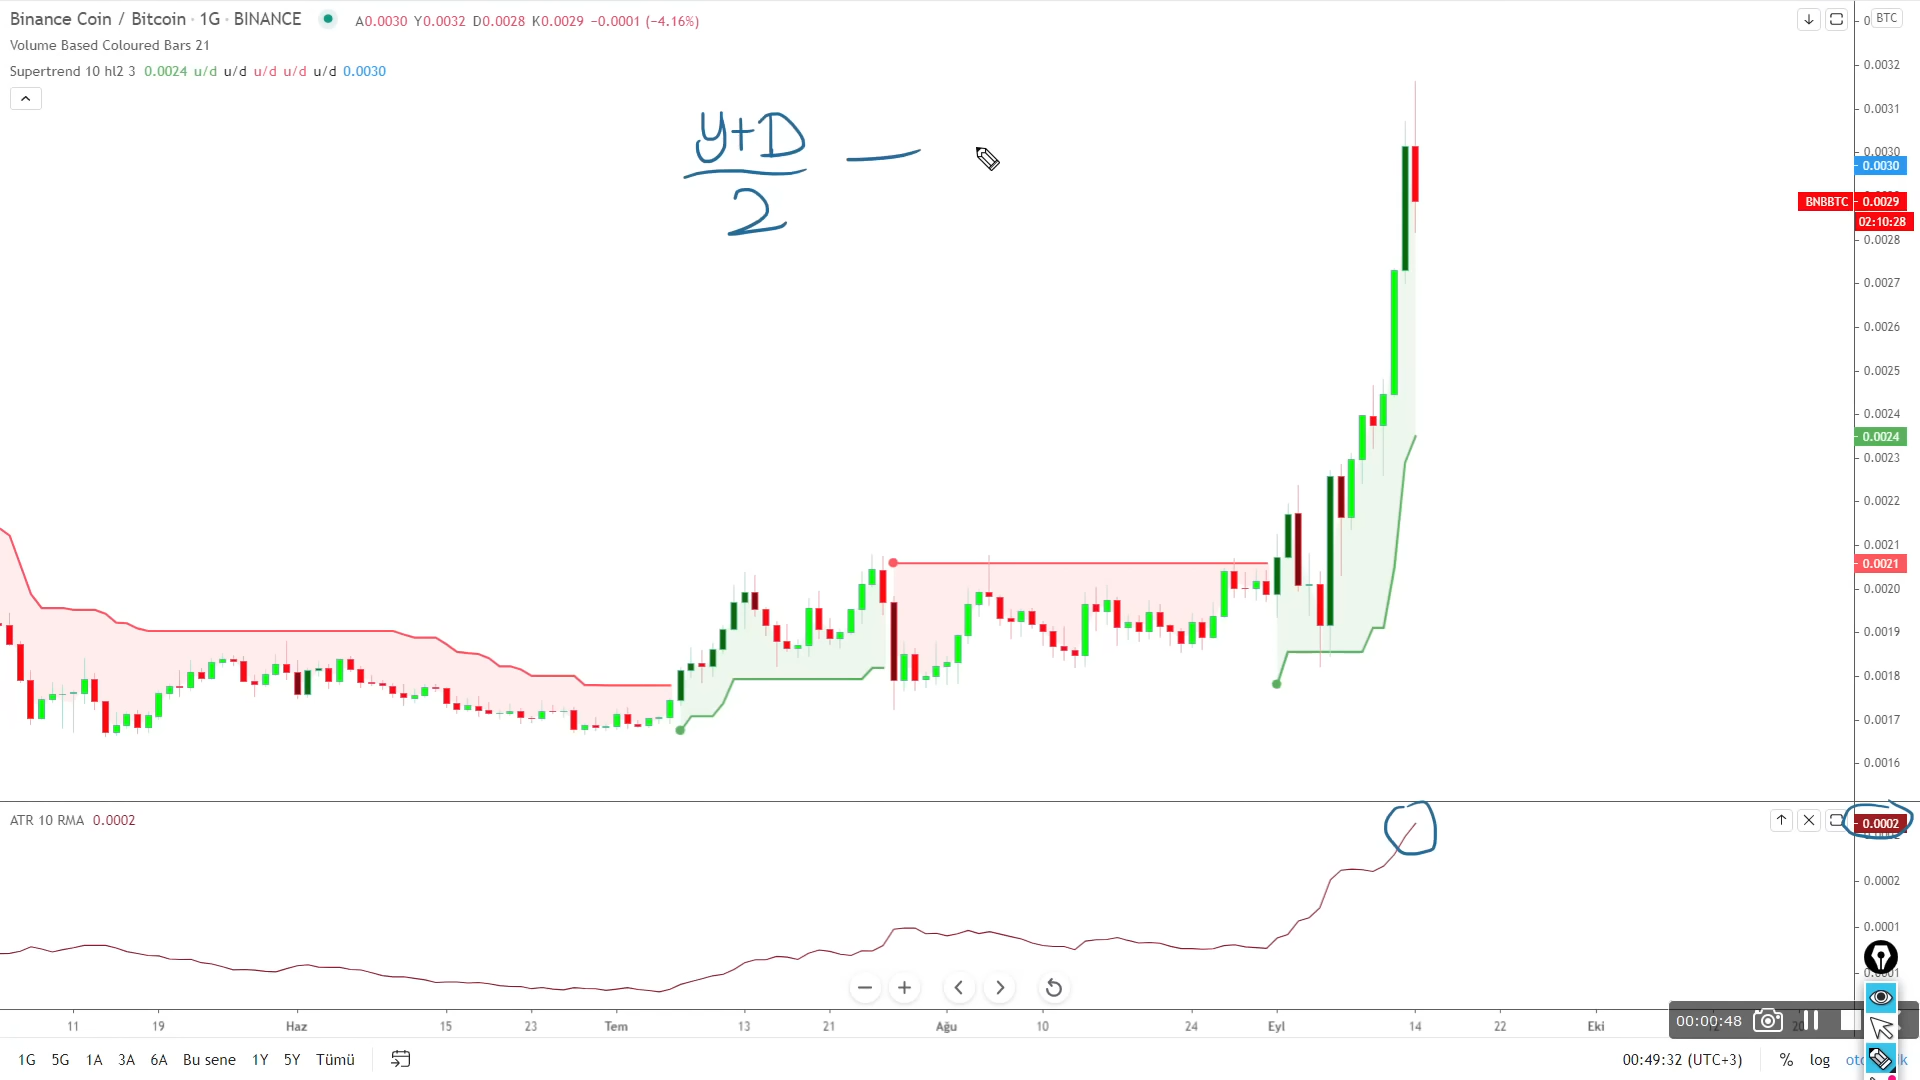 Binance Coin / Bitcoin · 1G · BINANCE A0.0030 Y0.0032 D0.0028 K0.0029 −0.0001 (−4.16%)
BTC
Volume Based Coloured Bars 21
Supertrend 10 hl2 3 0.0024 u/d u/d u/d u/d u/d 0.0030
y+D
2
—
0.0032
0.0031
0.0030
0.0030
BNBBTC 0.0029
02:10:28
0.0028
0.0027
0.0026
0.0025
0.0024
0.0024
0.0023
0.0022
0.0021
0.0021
0.0020
0.0019
0.0018
0.0017
0.0016
ATR 10 RMA 0.0002
0.0002
0.0002
0.0001
11 19 Haz 15 23 Tem 13 21 Ağu 10 24 Eyl 14 22 Eki
00:00:48
1G 5G 1A 3A 6A Bu sene 1Y 5Y Tümü
00:49:32 (UTC+3) % log